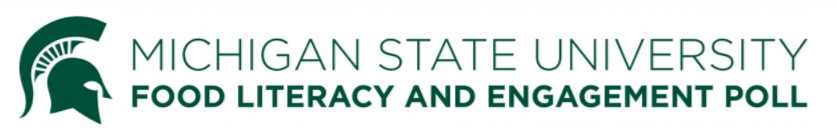 MICHIGAN STATE UNIVERSITY
FOOD LITERACY AND ENGAGEMENT POLL